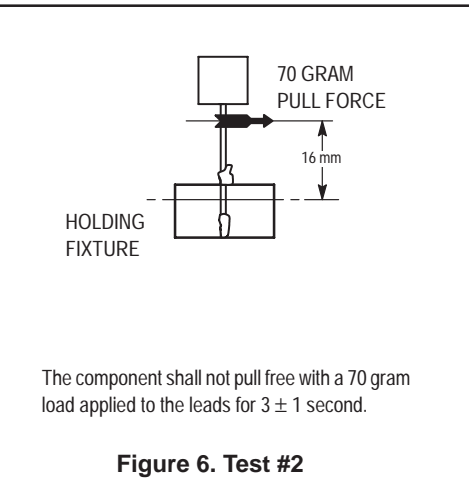 70 GRAM
PULL FORCE
16 mm
HOLDING
FIXTURE
The component shall not pull free with a 70 gram
load applied to the leads for 3 ± 1 second.
Figure 6. Test #2